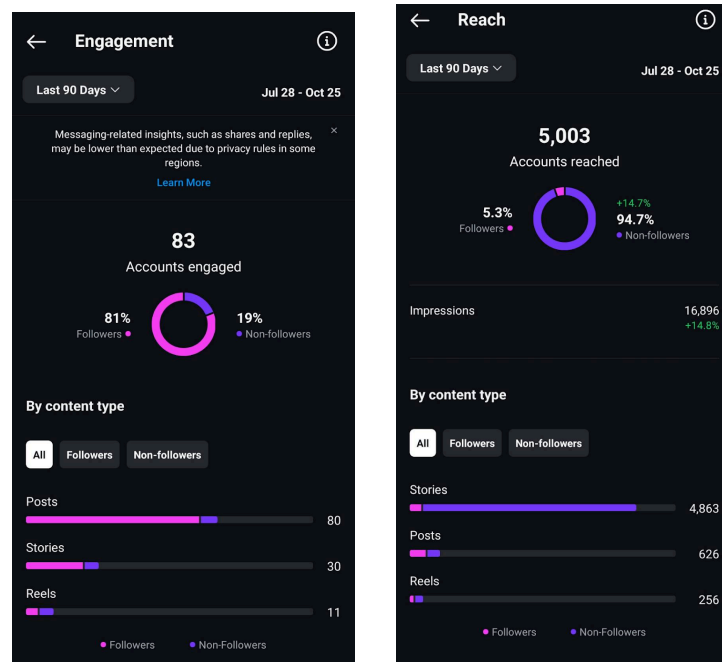 Engagement
Last 90 Days
Jul 28 - Oct 25
Messaging-related insights, such as shares and replies,
may be lower than expected due to privacy rules in some
regions.
Learn More
83
Accounts engaged
81%
Followers
19%
Non-followers
By content type
All
Followers
Non-followers
Posts
80
Stories
30
Reels
11
Followers
Non-Followers
Reach
Last 90 Days
Jul 28 - Oct 25
5,003
Accounts reached
5.3%
Followers
+14.7%
94.7%
Non-followers
Impressions
16,896
+14.8%
By content type
All
Followers
Non-followers
Stories
4,863
Posts
626
Reels
256
Followers
Non-Followers